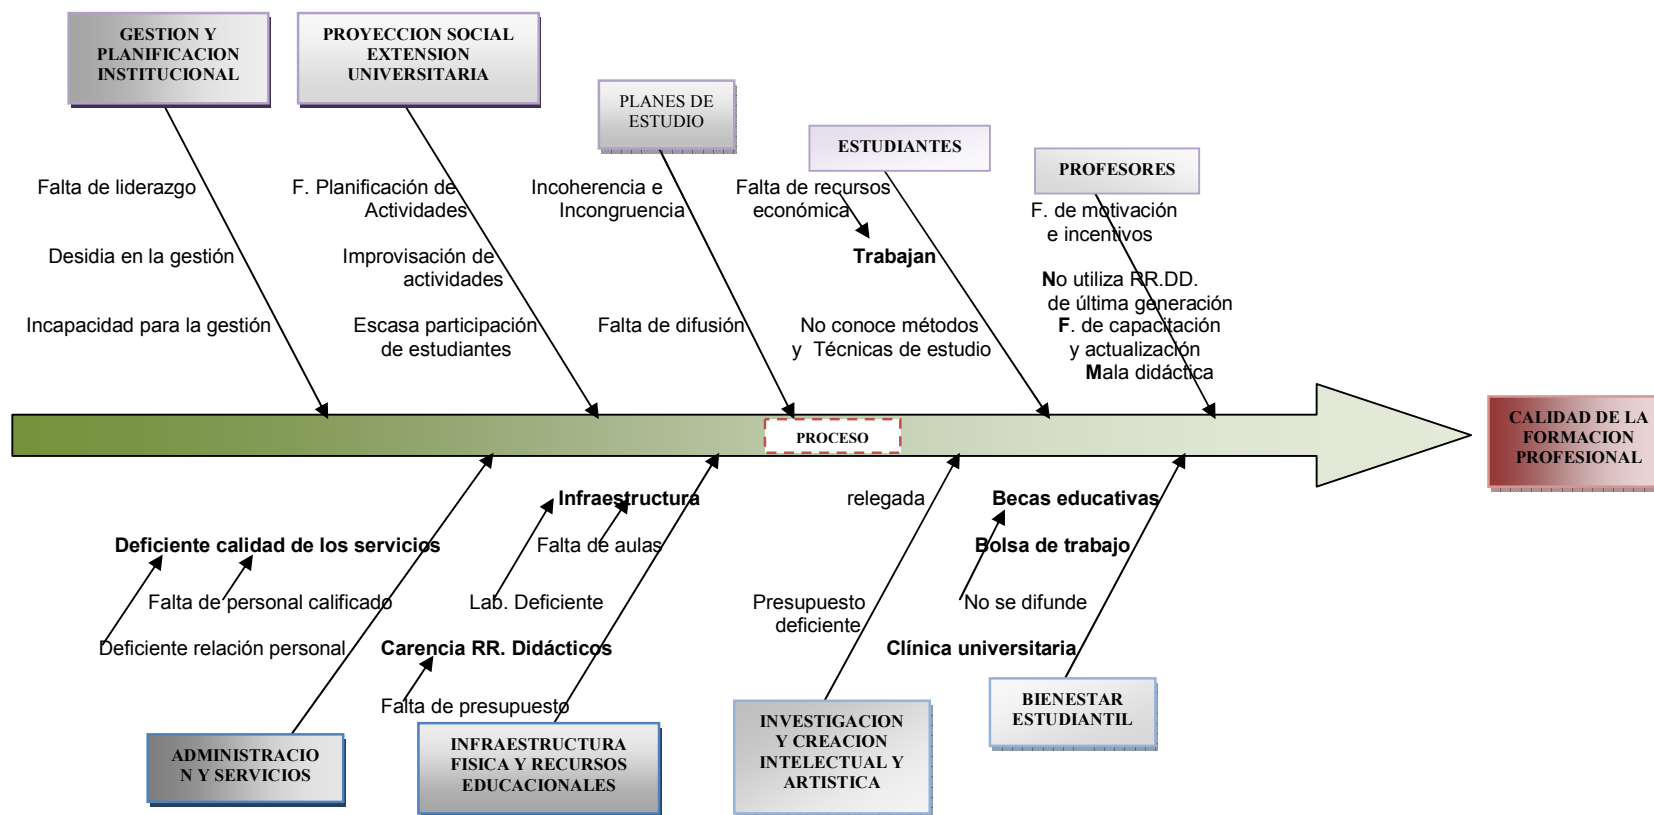 GESTION Y
PLANIFICACION
INSTITUCIONAL
PROYECCION SOCIAL
EXTENSION
UNIVERSITARIA
PLANES DE
ESTUDIO
ESTUDIANTES
PROFESORES
Falta de liderazgo
Desidia en la gestión
Incapacidad para la gestión
F. Planificación de
Actividades
Improvisación de
actividades
Escasa participación
de estudiantes
Incoherencia e
Incongruencia
Falta de difusión
Falta de recursos
económica
Trabajan
No conoce métodos
y Técnicas de estudio
F. de motivación
e incentivos
No utiliza RR.DD.
de última generación
F. de capacitación
y actualización
Mala didáctica
PROCESO
CALIDAD DE LA
FORMACION
PROFESIONAL
Deficiente calidad de los servicios
Falta de personal calificado
Deficiente relación personal
Infraestructura
Falta de aulas
Lab. Deficiente
Carencia RR. Didácticos
Falta de presupuesto
relegada
Presupuesto
deficiente
Becas educativas
Bolsa de trabajo
No se difunde
Clínica universitaria
ADMINISTRACIO
N Y SERVICIOS
INFRAESTRUCTURA
FISICA Y RECURSOS
EDUCACIONALES
INVESTIGACION
Y CREACION
INTELECTUAL Y
ARTISTICA
BIENESTAR
ESTUDIANTIL